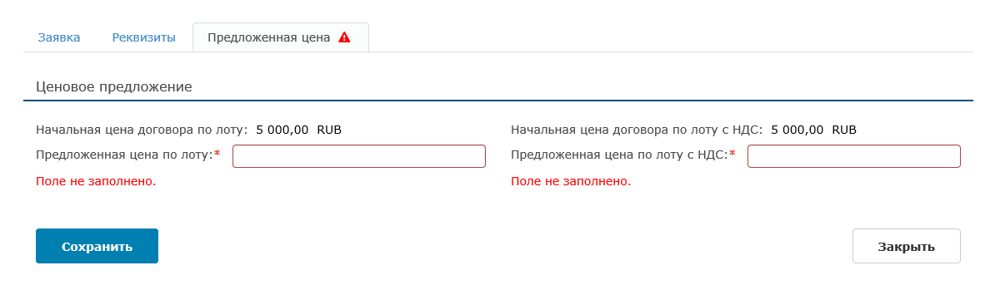 Заявка Реквизиты Предложенная цена
Ценовое предложение
Начальная цена договора по лоту: 5 000,00 RUB Начальная цена договора по лоту с НДС: 5 000,00 RUB
Предложенная цена по лоту:* Предложенная цена по лоту с НДС:*
Поле не заполнено. Поле не заполнено.
Сохранить Закрыть